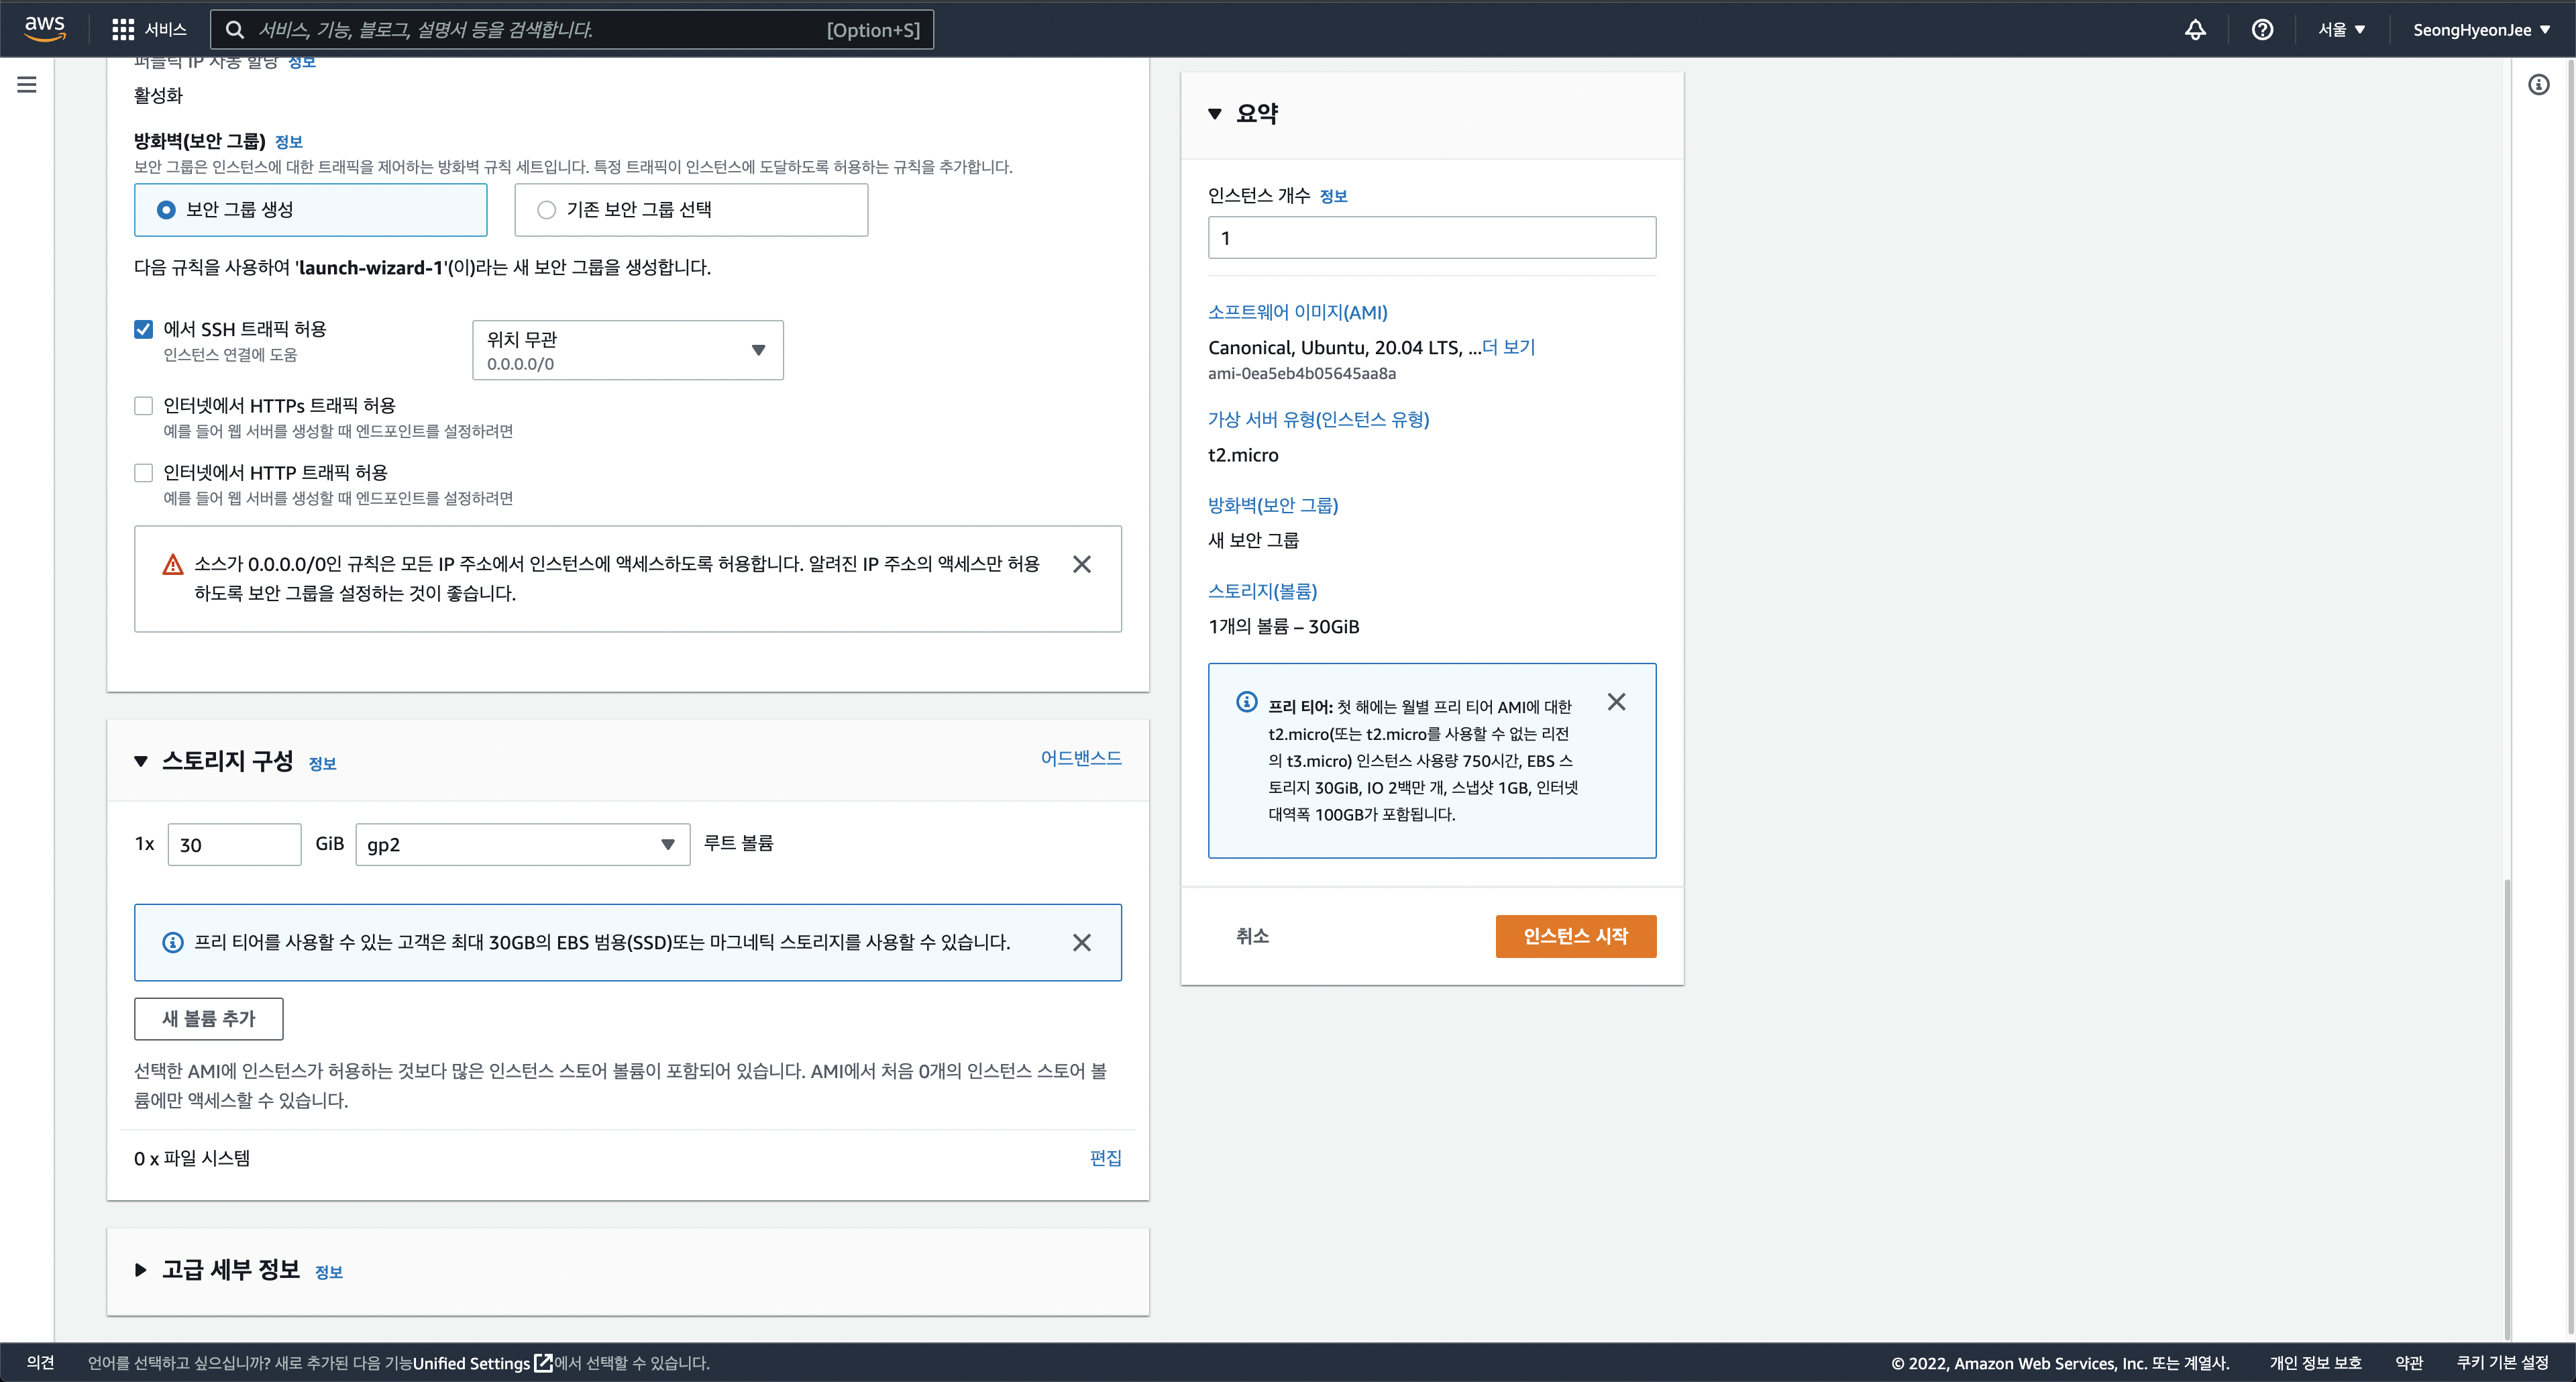 aws
서비스
서비스, 기능, 블로그, 설명서 등을 검색합니다.
[Option+S]
서울
SeongHyeonJee
퍼블릭 IP 자동 할당 정보
활성화
방화벽(보안 그룹) 정보
보안 그룹은 인스턴스에 대한 트래픽을 제어하는 방화벽 규칙 세트입니다. 특정 트래픽이 인스턴스에 도달하도록 허용하는 규칙을 추가합니다.
보안 그룹 생성
기존 보안 그룹 선택
다음 규칙을 사용하여 'launch-wizard-1'(이)라는 새 보안 그룹을 생성합니다.
에서 SSH 트래픽 허용
인스턴스 연결에 도움
위치 무관
0.0.0.0/0
인터넷에서 HTTPs 트래픽 허용
예를 들어 웹 서버를 생성할 때 엔드포인트를 설정하려면
인터넷에서 HTTP 트래픽 허용
예를 들어 웹 서버를 생성할 때 엔드포인트를 설정하려면
소스가 0.0.0.0/0인 규칙은 모든 IP 주소에서 인스턴스에 액세스하도록 허용합니다. 알려진 IP 주소의 액세스만 허용
하도록 보안 그룹을 설정하는 것이 좋습니다.
스토리지 구성 정보
어드밴스드
1x
30
GiB
gp2
루트 볼륨
프리 티어를 사용할 수 있는 고객은 최대 30GB의 EBS 범용(SSD)또는 마그네틱 스토리지를 사용할 수 있습니다.
새 볼륨 추가
선택한 AMI에 인스턴스가 허용하는 것보다 많은 인스턴스 스토어 볼륨이 포함되어 있습니다. AMI에서 처음 0개의 인스턴스 스토어 볼
륨에만 액세스할 수 있습니다.
0 x 파일 시스템
편집
고급 세부 정보 정보
요약
인스턴스 개수 정보
1
소프트웨어 이미지(AMI)
Canonical, Ubuntu, 20.04 LTS, ...더 보기
ami-0ea5eb4b05645aa8a
가상 서버 유형(인스턴스 유형)
t2.micro
방화벽(보안 그룹)
새 보안 그룹
스토리지(볼륨)
1개의 볼륨 – 30GiB
프리 티어: 첫 해에는 월별 프리 티어 AMI에 대한
t2.micro(또는 t2.micro를 사용할 수 없는 리전
의 t3.micro) 인스턴스 사용량 750시간, EBS 스
토리지 30GiB, IO 2백만 개, 스냅샷 1GB, 인터넷
대역폭 100GB가 포함됩니다.
취소
인스턴스 시작
의견
언어를 선택하고 싶으십니까? 새로 추가된 다음 기능Unified Settings에서 선택할 수 있습니다.
© 2022, Amazon Web Services, Inc. 또는 계열사.
개인 정보 보호
약관
쿠키 기본 설정